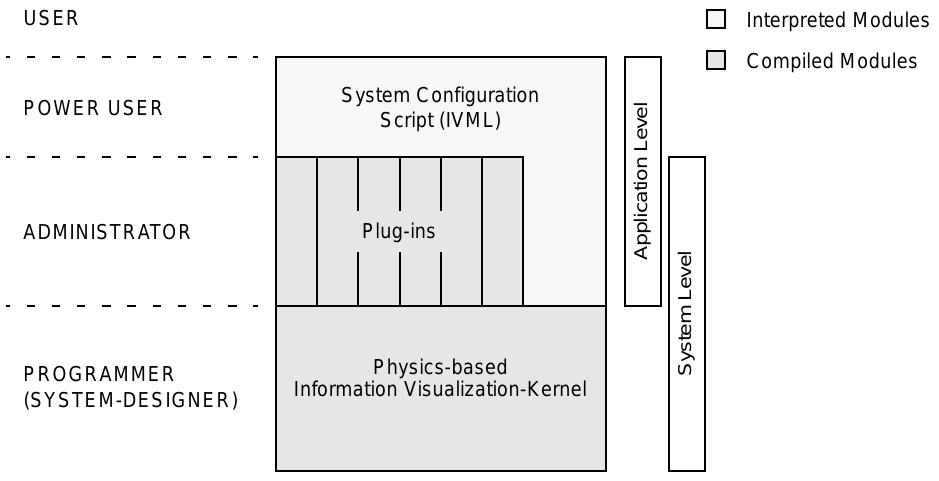 USER
Interpreted Modules
Compiled Modules
POWER USER
System Configuration
Script (IVML)
Application Level
ADMINISTRATOR
Plug-ins
System Level
PROGRAMMER
(SYSTEM-DESIGNER)
Physics-based
Information Visualization-Kernel